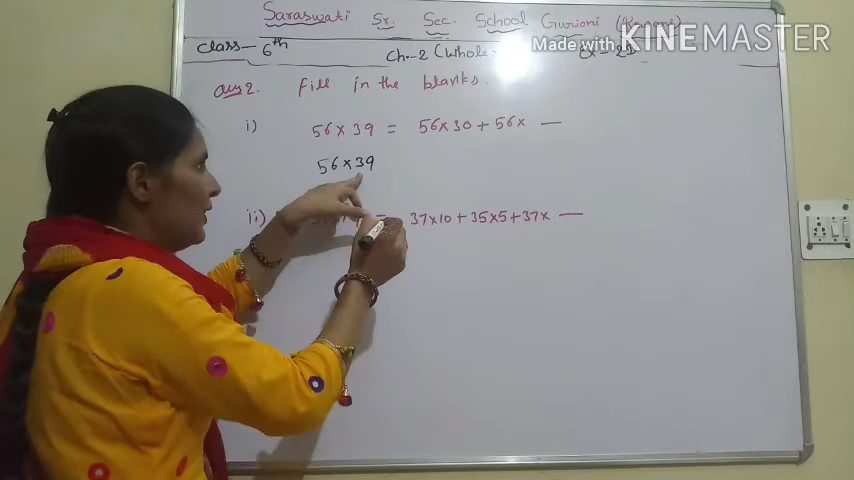 Saraswati Sr. Sec. School Gurioni
Class- 6th Ch.-2 (Whole
Made with KINEMASTER
Ans 2. Fill in the blanks.
i) 56 x 39 = 56 x 30 + 56 x —
56 x 39
ii) = 37 x 10 + 35 x 5 + 37 x —